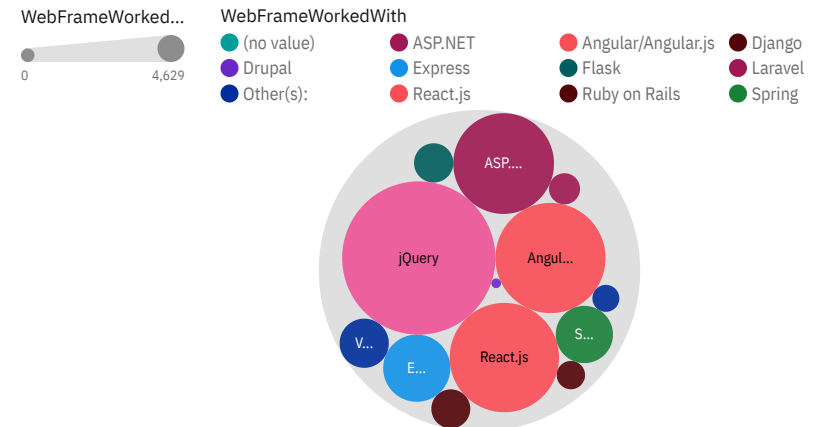 WebFrameWorked...
0
4,629
WebFrameWorkedWith
(no value)
ASP.NET
Angular/Angular.js
Django
Drupal
Express
Flask
Laravel
Other(s):
React.js
Ruby on Rails
Spring
ASP....
jQuery
Angul...
S...
V...
React.js
E...